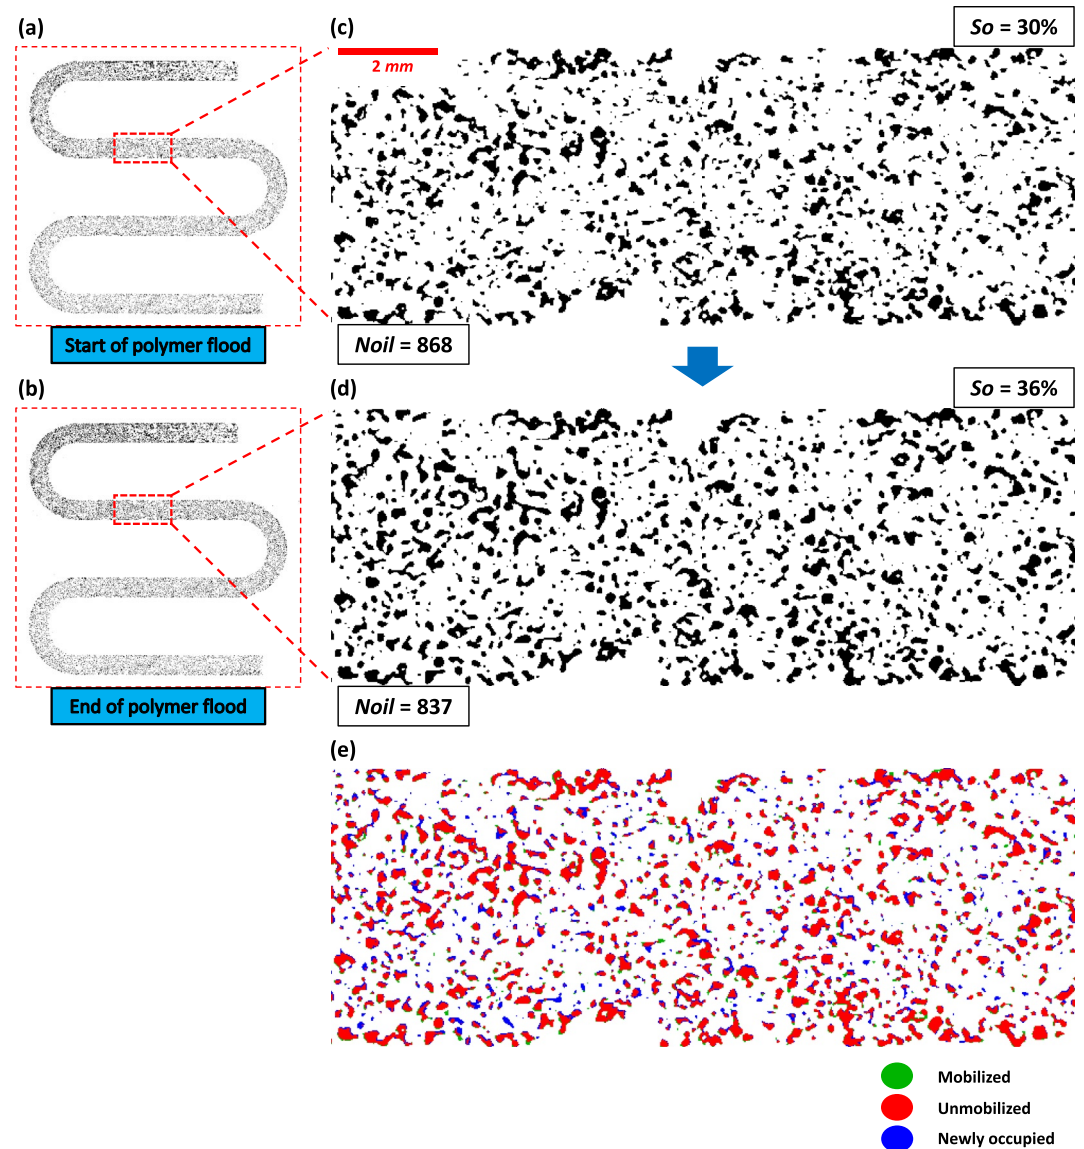 (a)
(c)
So = 30%
2 mm
Start of polymer flood
Noil = 868
(b)
(d)
So = 36%
End of polymer flood
Noil = 837
(e)
Mobilized
Unmobilized
Newly occupied